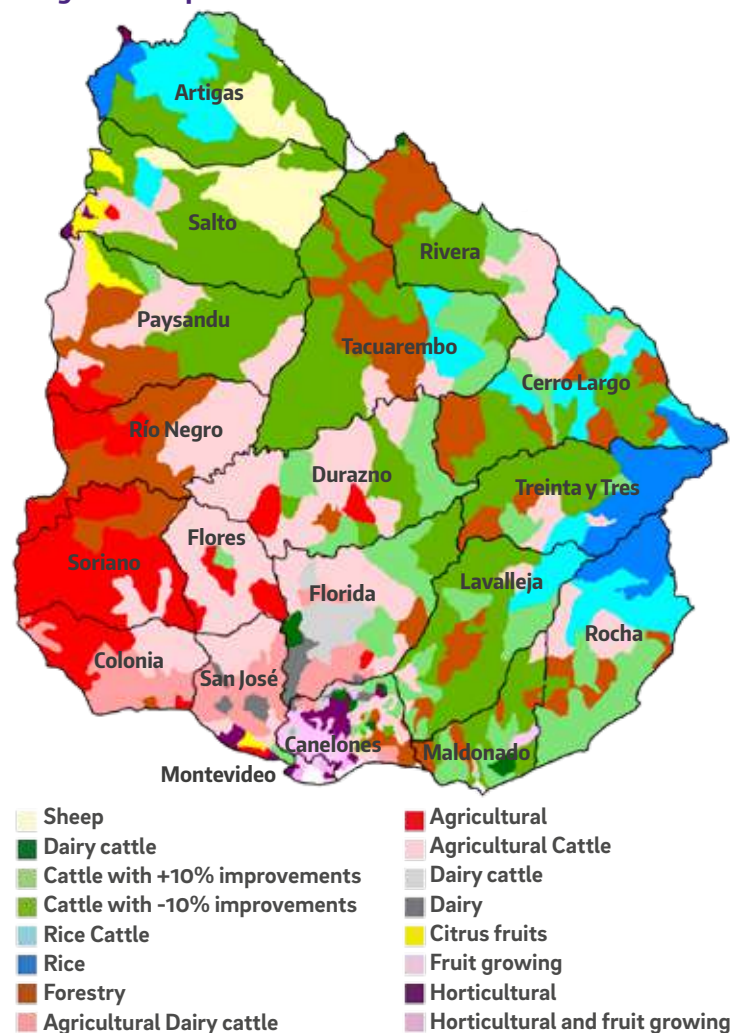 Artigas
Salto
Rivera
Paysandu
Tacuarembo
Cerro Largo
Río Negro
Durazno
Treinta y Tres
Flores
Soriano
Florida
Lavalleja
Rocha
Colonia
San José
Canelones
Maldonado
Montevideo
Sheep
Dairy cattle
Cattle with +10% improvements
Cattle with -10% improvements
Rice Cattle
Rice
Forestry
Agricultural Dairy cattle
Agricultural
Agricultural Cattle
Dairy cattle
Dairy
Citrus fruits
Fruit growing
Horticultural
Horticultural and fruit growing